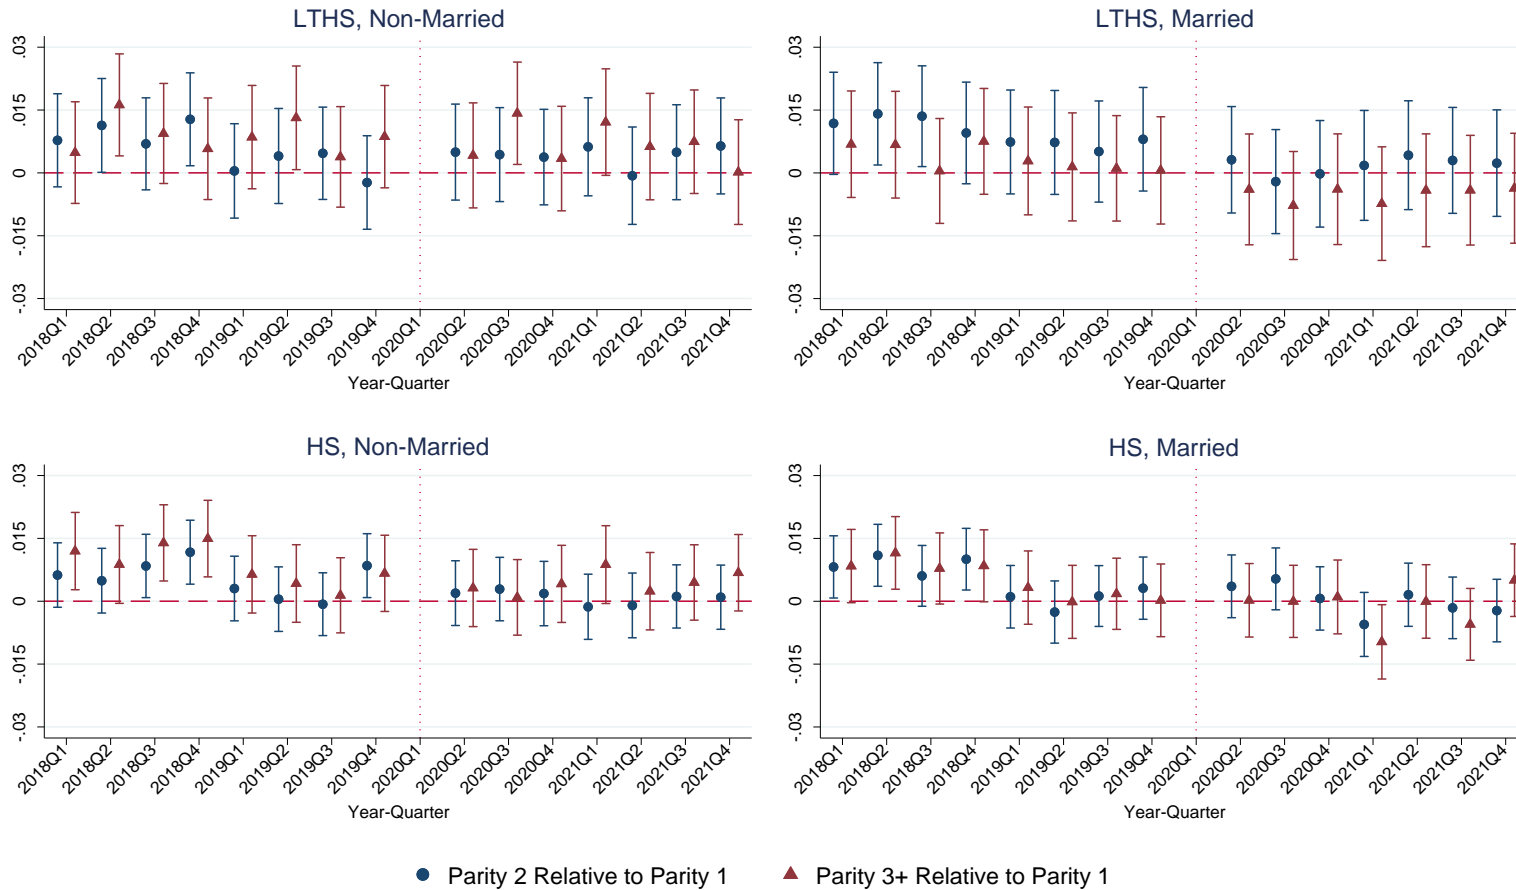 LTHS, Non-Married
.03
.015
0
-.015
-.03
2018Q1
2018Q2
2018Q3
2018Q4
2019Q1
2019Q2
2019Q3
2019Q4
2020Q1
2020Q2
2020Q3
2020Q4
2021Q1
2021Q2
2021Q3
2021Q4
Year-Quarter
LTHS, Married
.03
.015
0
-.015
-.03
2018Q1
2018Q2
2018Q3
2018Q4
2019Q1
2019Q2
2019Q3
2019Q4
2020Q1
2020Q2
2020Q3
2020Q4
2021Q1
2021Q2
2021Q3
2021Q4
Year-Quarter
HS, Non-Married
.03
.015
0
-.015
-.03
2018Q1
2018Q2
2018Q3
2018Q4
2019Q1
2019Q2
2019Q3
2019Q4
2020Q1
2020Q2
2020Q3
2020Q4
2021Q1
2021Q2
2021Q3
2021Q4
Year-Quarter
HS, Married
.03
.015
0
-.015
-.03
2018Q1
2018Q2
2018Q3
2018Q4
2019Q1
2019Q2
2019Q3
2019Q4
2020Q1
2020Q2
2020Q3
2020Q4
2021Q1
2021Q2
2021Q3
2021Q4
Year-Quarter
Parity 2 Relative to Parity 1
Parity 3+ Relative to Parity 1